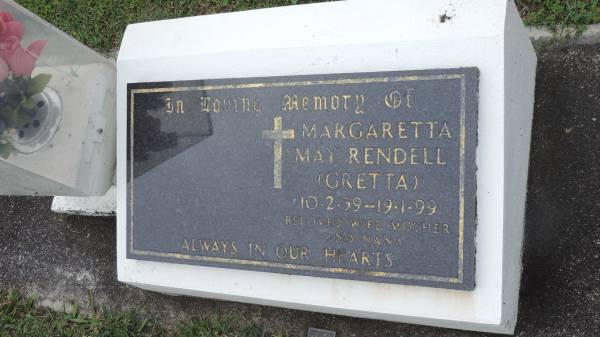 In Loving Memory Of
MARGARETTA
MAY RENDELL
(GRETTA)
10·2·59–19·1·99
BELOVED WIFE MOTHER
AND NANA
ALWAYS IN OUR HEARTS